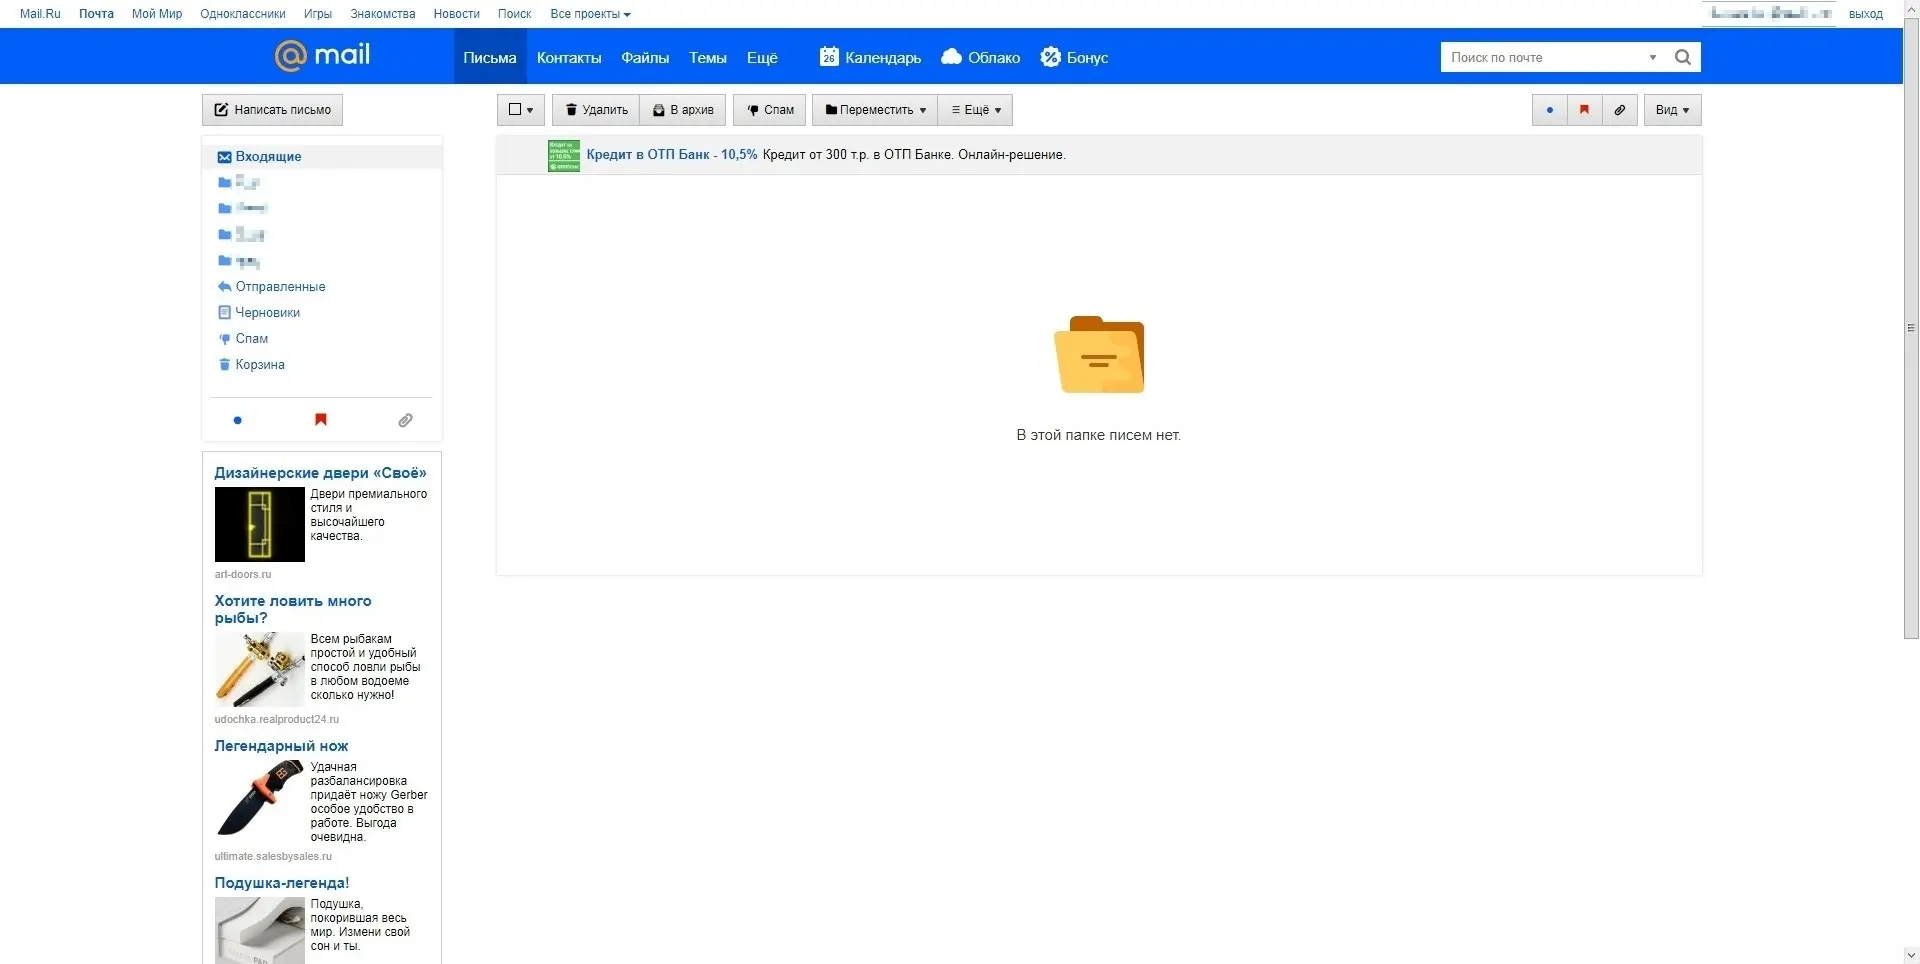 Mail.Ru Почта Мой Мир Одноклассники Игры Знакомства Новости Поиск Все проекты выход
@mail Письма Контакты Файлы Темы Ещё 26 Календарь Облако Бонус Поиск по почте
Написать письмо Удалить В архив Спам Переместить Ещё Вид
Входящие
Отправленные
Черновики
Спам
Корзина
Кредит в ОТП Банк - 10,5% Кредит от 300 т.р. в ОТП Банке. Онлайн-решение.
В этой папке писем нет.
Дизайнерские двери «Своё»
Двери премиального
стиля и
высочайшего
качества.
art-doors.ru
Хотите ловить много
рыбы?
Всем рыбакам
простой и удобный
способ ловли рыбы
в любом водоеме
сколько нужно!
udochka.realproduct24.ru
Легендарный нож
Удачная
разбалансировка
придаёт ножу Gerber
особое удобство в
работе. Выгода
очевидна.
ultimate.salesbysales.ru
Подушка-легенда!
Подушка,
покорившая весь
мир. Измени свой
сон и ты.